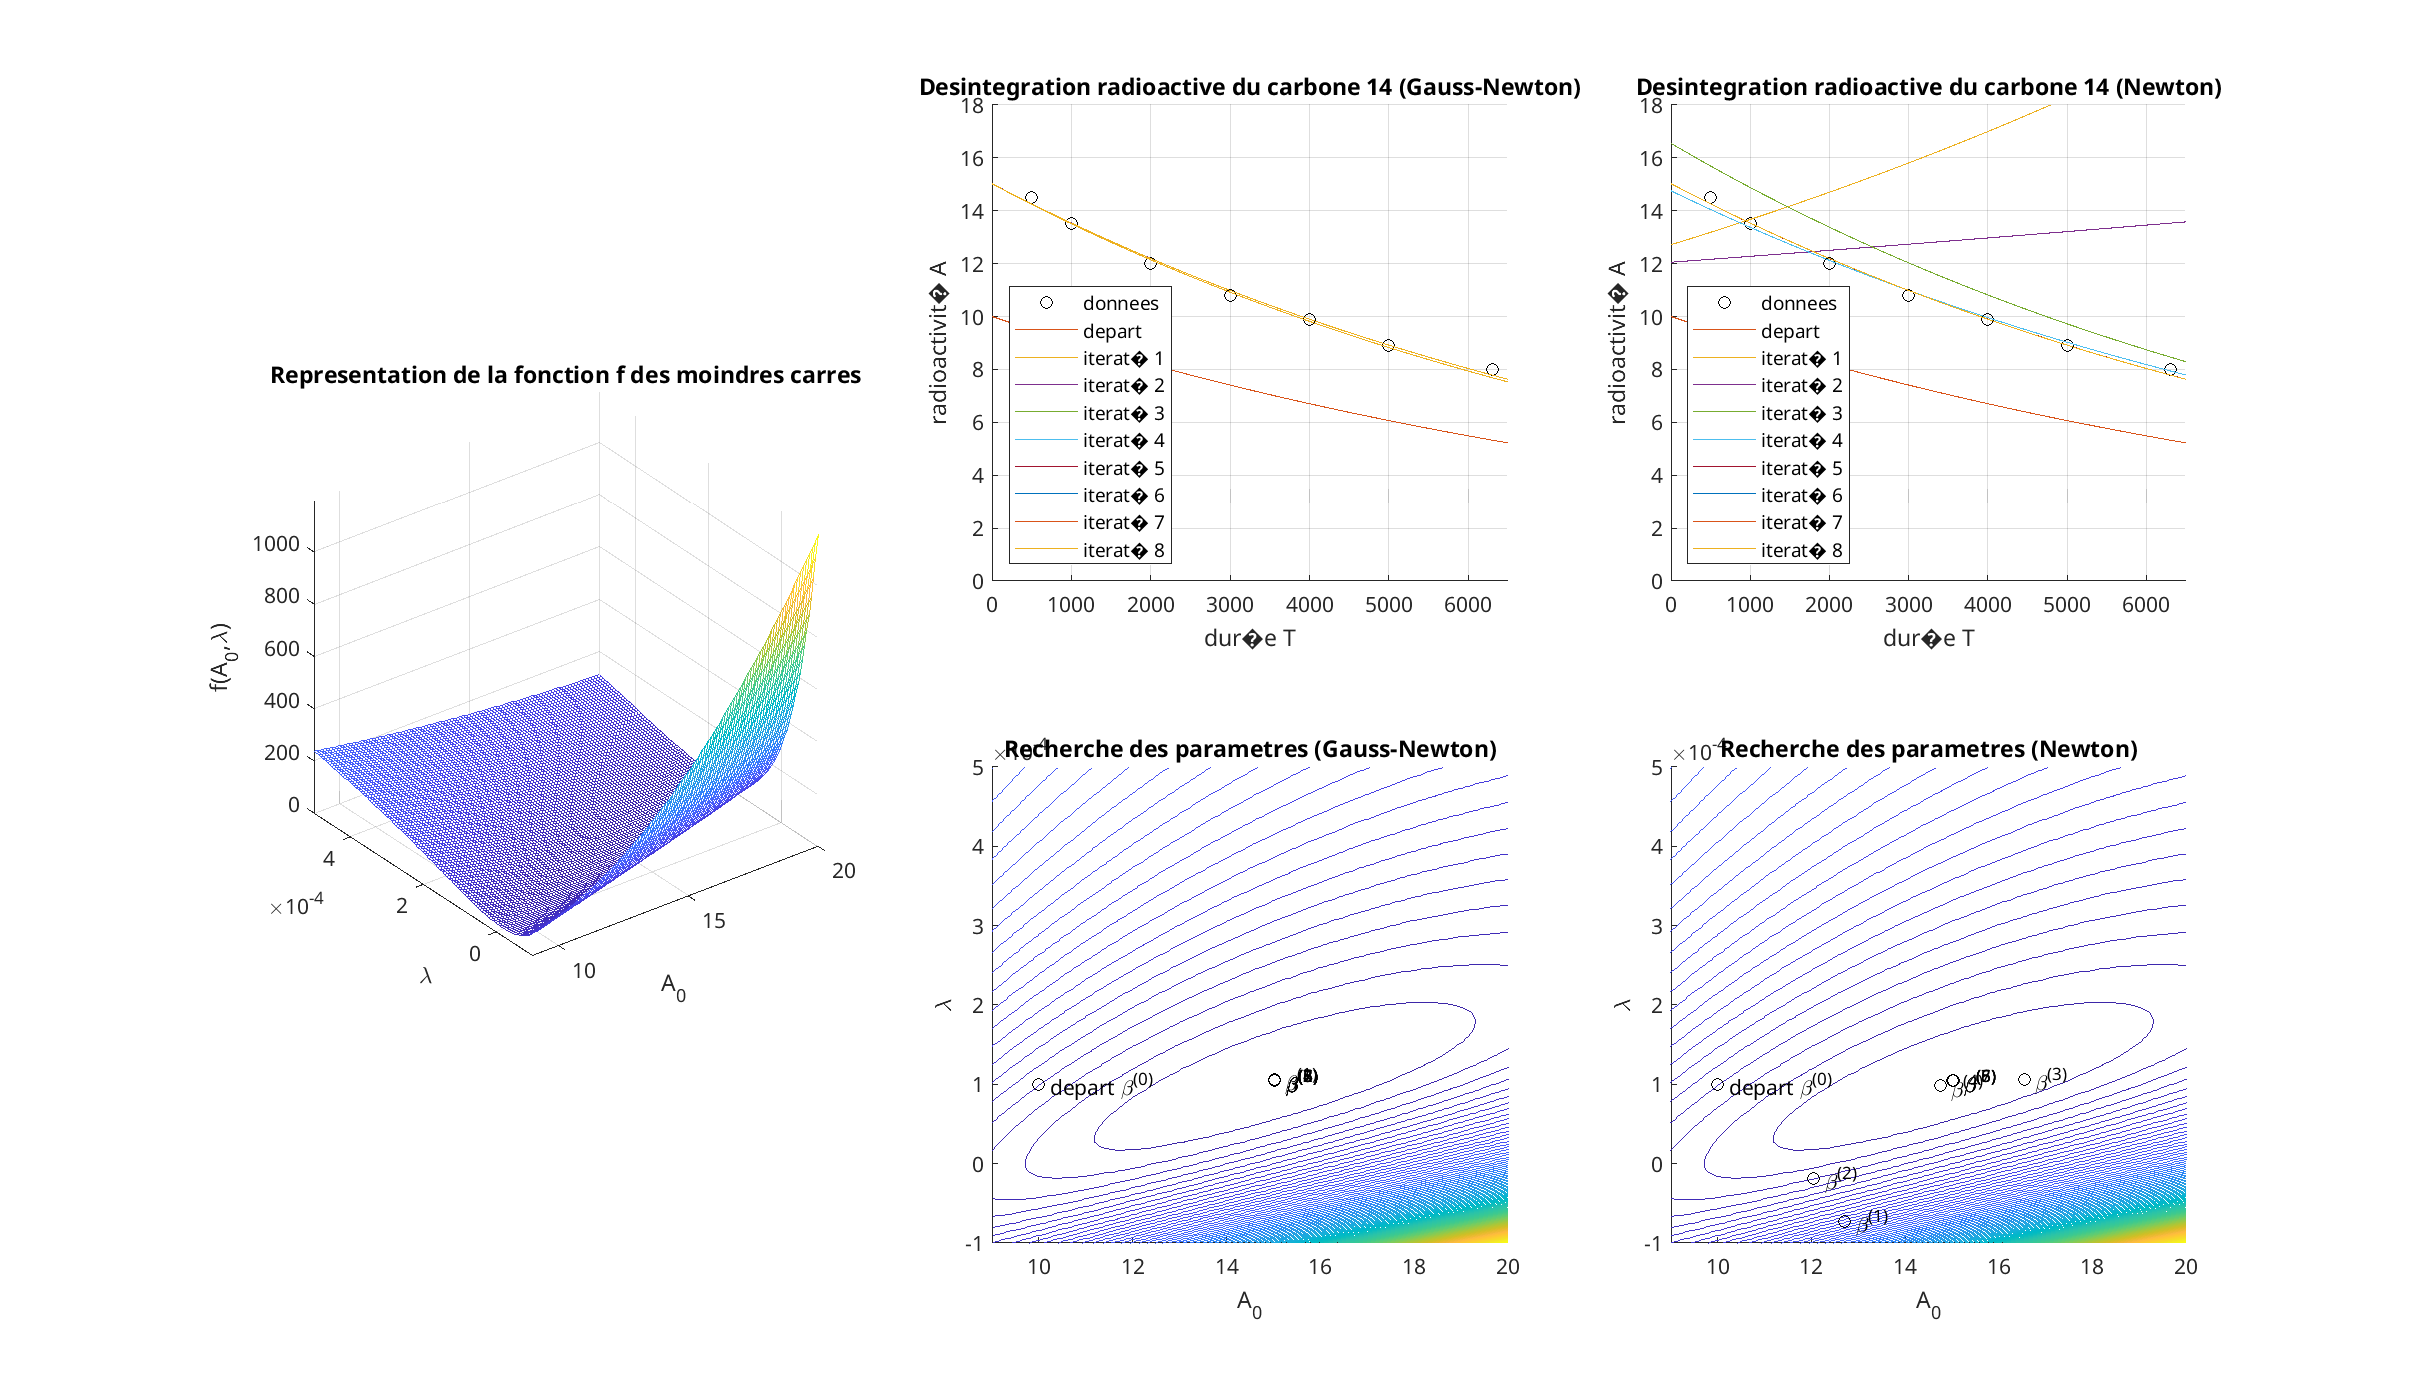 Representation de la fonction f des moindres carres
f(A0,λ)
1000
800
600
400
200
0
4
2
0
×10-4
λ
10
15
20
A0
Desintegration radioactive du carbone 14 (Gauss-Newton)
radioactivit� A
18
16
14
12
10
8
6
4
2
0
donnees
depart
iterat� 1
iterat� 2
iterat� 3
iterat� 4
iterat� 5
iterat� 6
iterat� 7
iterat� 8
0 1000 2000 3000 4000 5000 6000
dur�e T
Desintegration radioactive du carbone 14 (Newton)
radioactivit� A
18
16
14
12
10
8
6
4
2
0
donnees
depart
iterat� 1
iterat� 2
iterat� 3
iterat� 4
iterat� 5
iterat� 6
iterat� 7
iterat� 8
0 1000 2000 3000 4000 5000 6000
dur�e T
Recherche des parametres (Gauss-Newton)
λ
5
4
3
2
1
0
-1
depart β(0)
10 12 14 16 18 20
A0
Recherche des parametres (Newton)
×10-4
λ
5
4
3
2
1
0
-1
depart β(0)
β(3)
β(2)
β(1)
10 12 14 16 18 20
A0